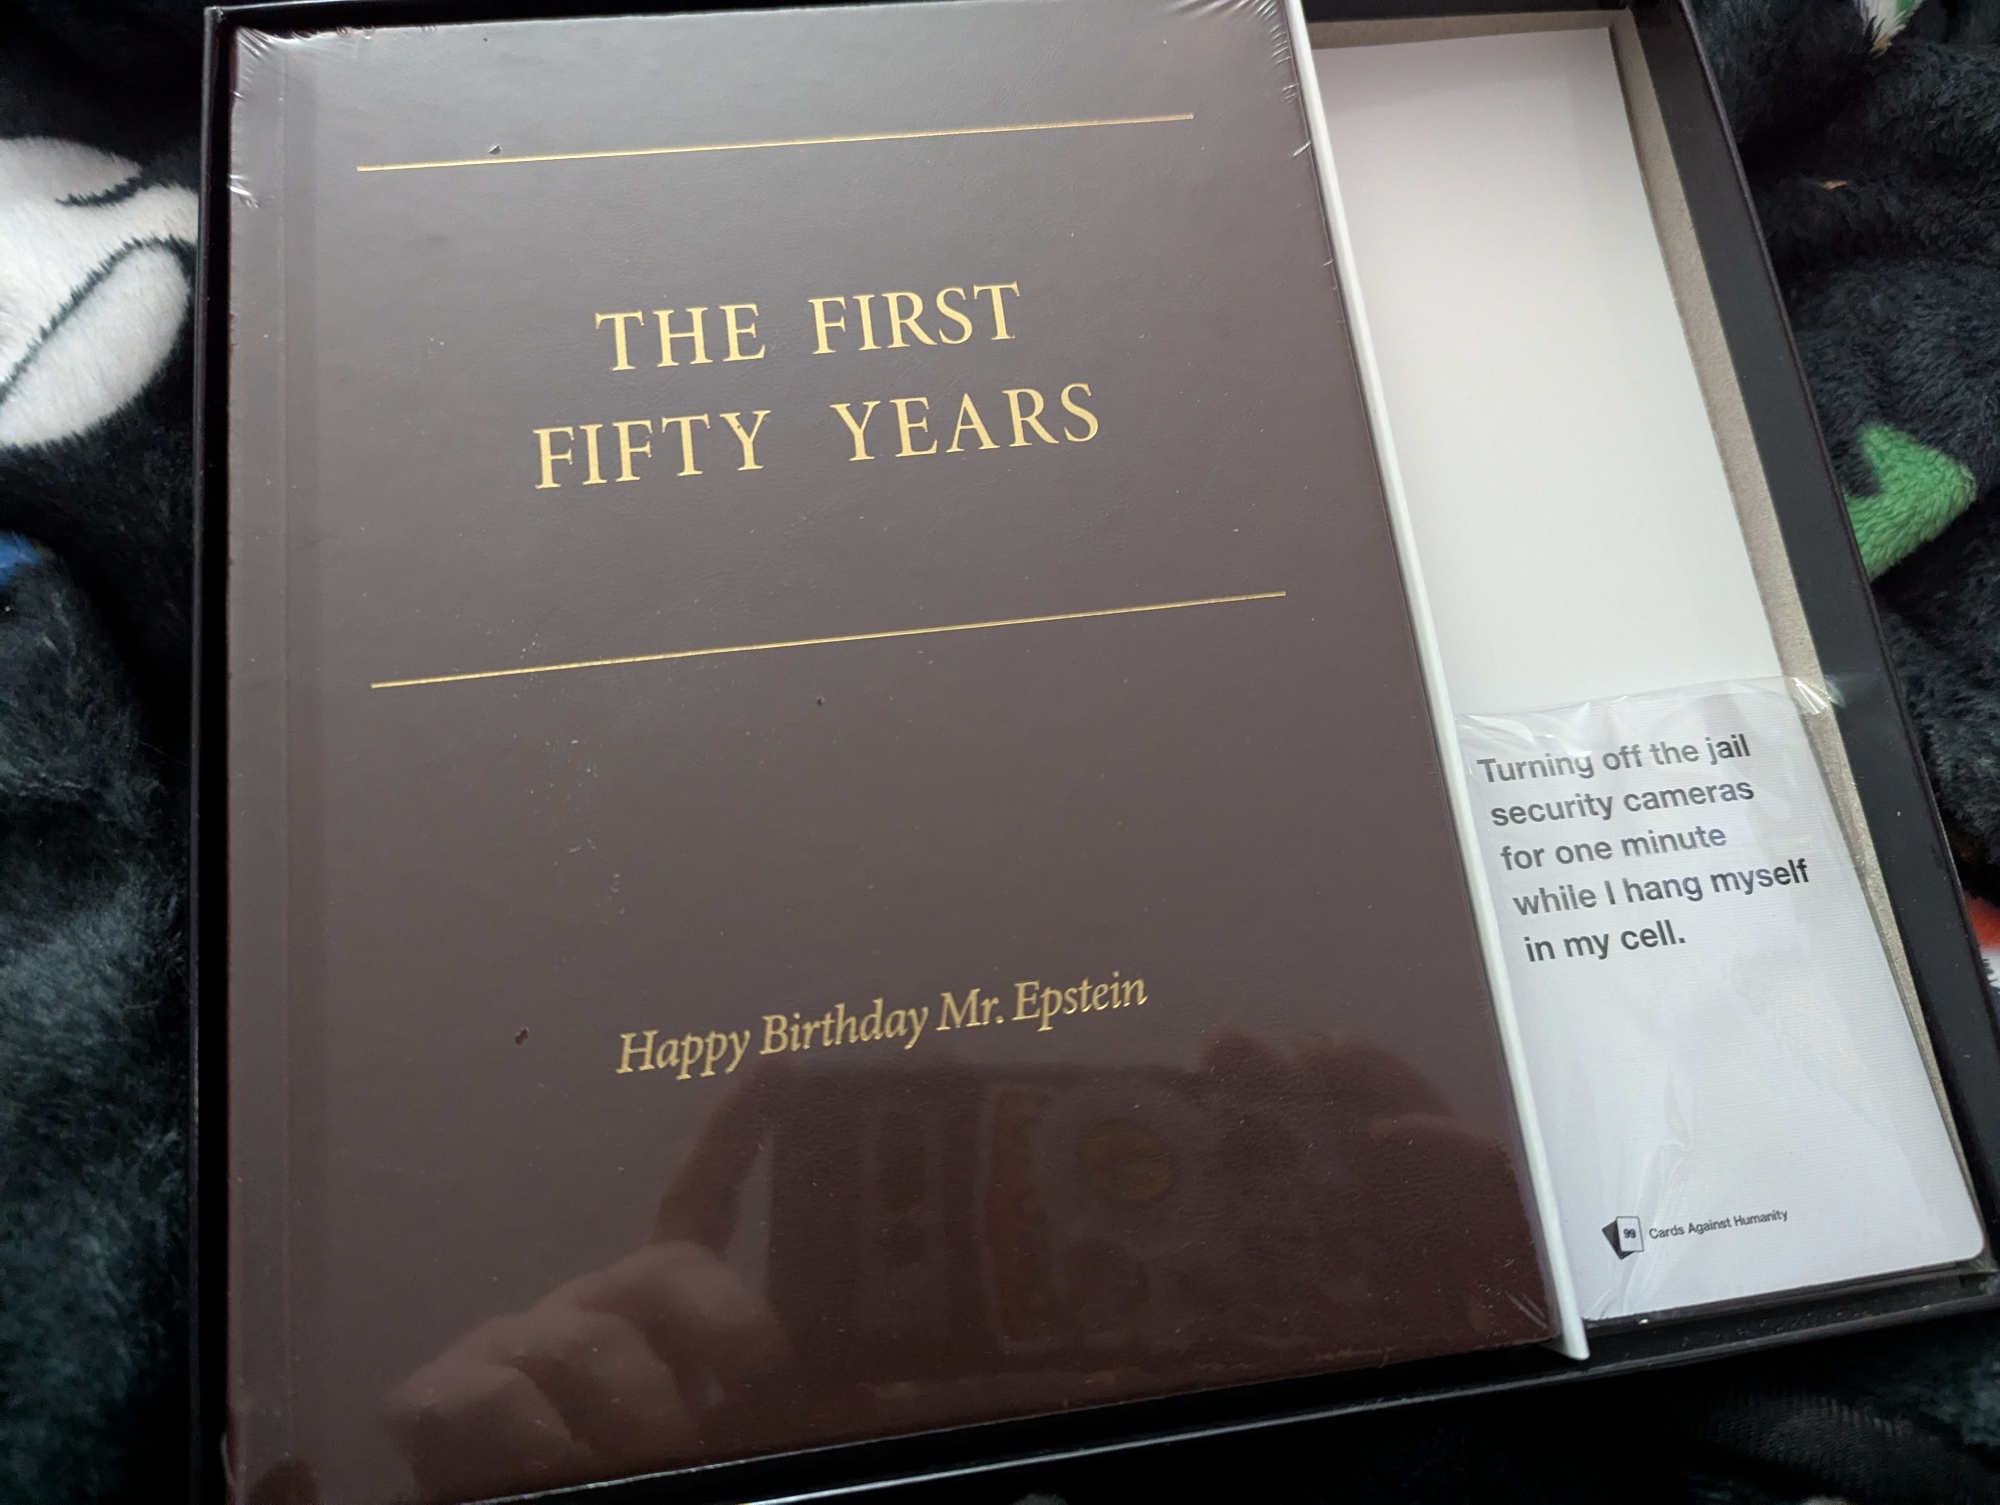 THE FIRST
FIFTY YEARS
Happy Birthday Mr. Epstein
Turning off the jail
security cameras
for one minute
while I hang myself
in my cell.
99 Cards Against Humanity